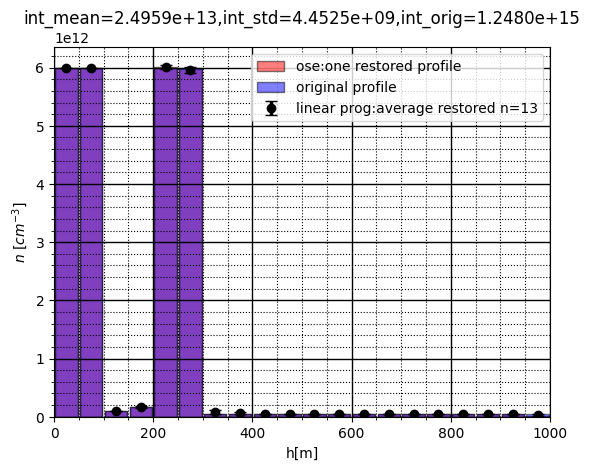 int_mean=2.4959e+13,int_std=4.4525e+09,int_orig=1.2480e+15
1e12
ose:one restored profile
original profile
linear prog:average restored n=13
6
5
4
3
2
1
0
n [cm⁻³]
0 200 400 600 800 1000
h[m]